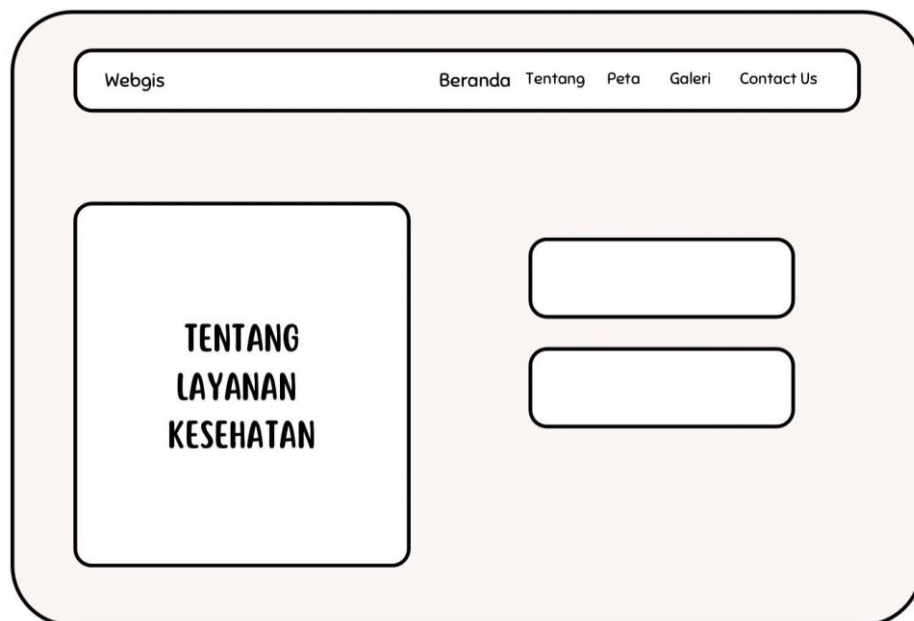 Webgis Beranda Tentang Peta Galeri Contact Us
TENTANG
LAYANAN
KESEHATAN